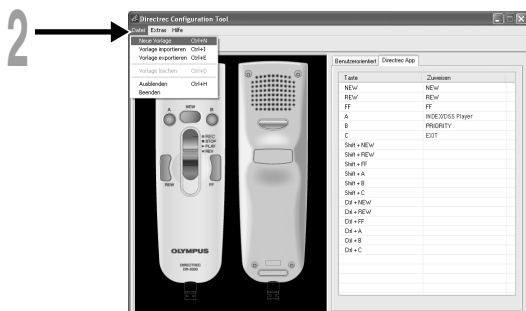 2
Directrec Configuration Tool
Datei Extras Hilfe
Neue Vorlage Ctrl+N
Vorlage importieren Ctrl+I
Vorlage exportieren Ctrl+E
Vorlage löschen Ctrl+D
Ausblenden Ctrl+H
Beenden
Benutzerorientiert Directrec App
Taste Zuweisen
NEW NEW
REW REW
FF FF
A INDEX/DSS Player
B PRIORITY
C EXIT
Shift + NEW
Shift + REW
Shift + FF
Shift + A
Shift + B
Shift + C
Ctrl + NEW
Ctrl + REW
Ctrl + FF
Ctrl + A
Ctrl + B
Ctrl + C
A NEW B
REC
STOP
PLAY
REV
REW FF
OLYMPUS
DIRECTREC